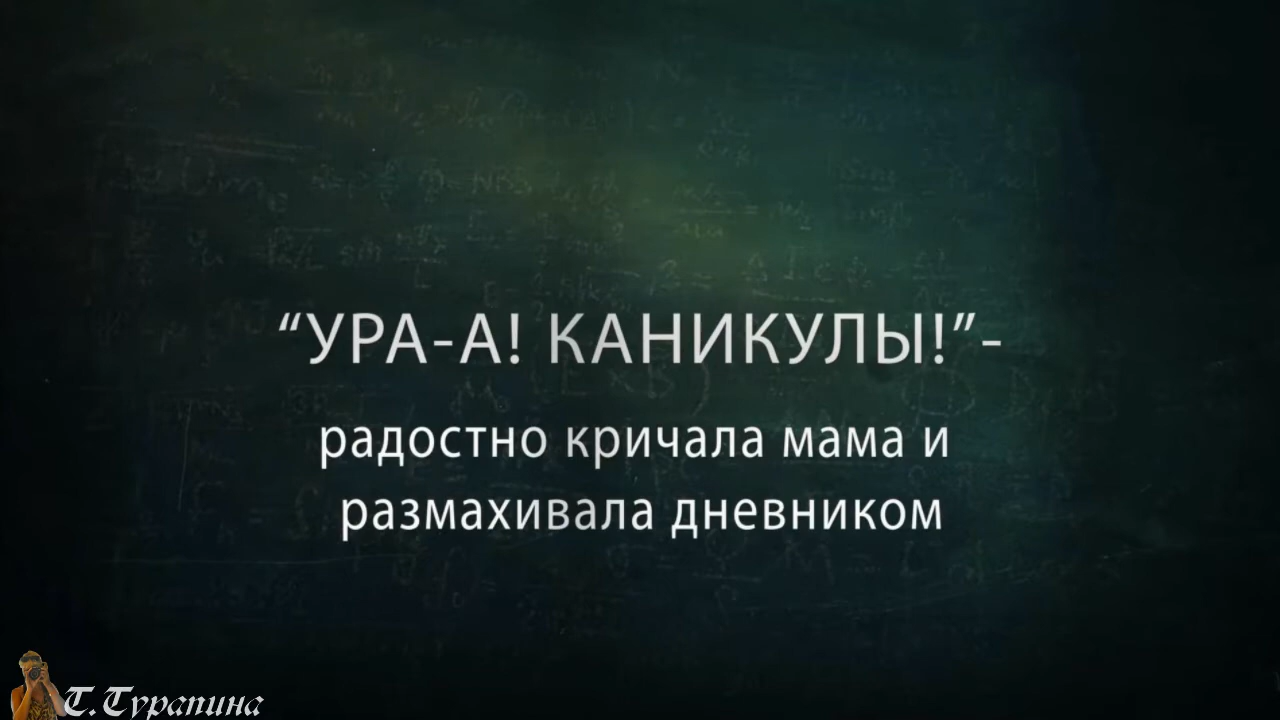 “УРА-А! КАНИКУЛЫ!”-
радостно кричала мама и
размахивала дневником
Т.Турапина